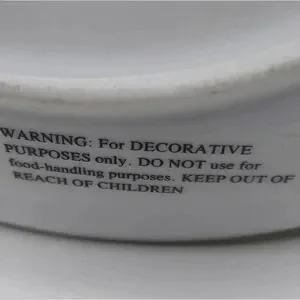 WARNING: For DECORATIVE
PURPOSES only. DO NOT use for
food-handling purposes. KEEP OUT OF
REACH OF CHILDREN